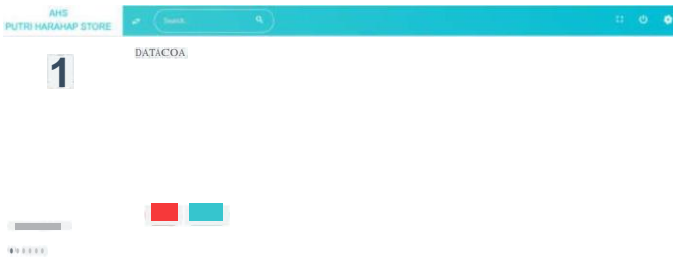 AHS
PUTRI HARAHAP STORE
Search
1
DATACOA